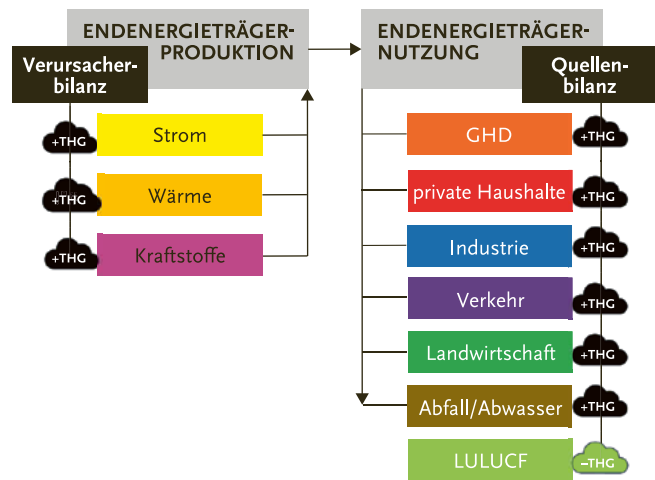 ENDENERGIETRÄGER-
PRODUKTION
Verursacher-
bilanz
+THG
Strom
+THG
Wärme
+THG
Kraftstoffe
ENDENERGIETRÄGER-
NUTZUNG
Quellen-
bilanz
GHD
+THG
private Haushalte
+THG
Industrie
+THG
Verkehr
+THG
Landwirtschaft
+THG
Abfall/Abwasser
+THG
LULUCF
–THG